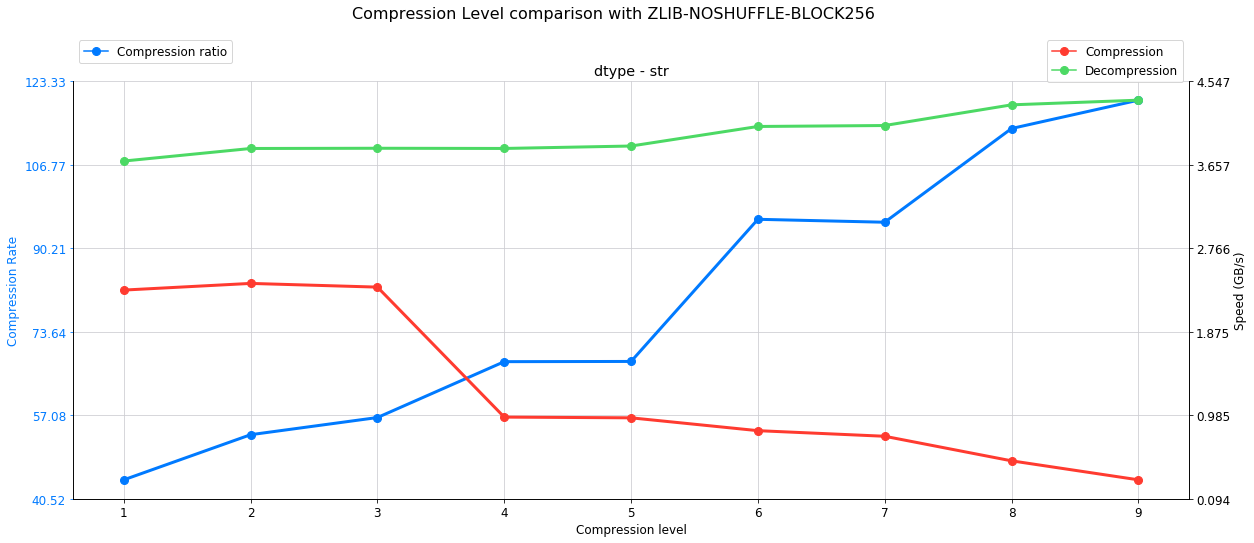 Compression Level comparison with ZLIB-NOSHUFFLE-BLOCK256
Compression ratio
Compression
Decompression
dtype - str
123.33
106.77
90.21
73.64
57.08
40.52
Compression Rate
4.547
3.657
2.766
1.875
0.985
0.094
Speed (GB/s)
1 2 3 4 5 6 7 8 9
Compression level